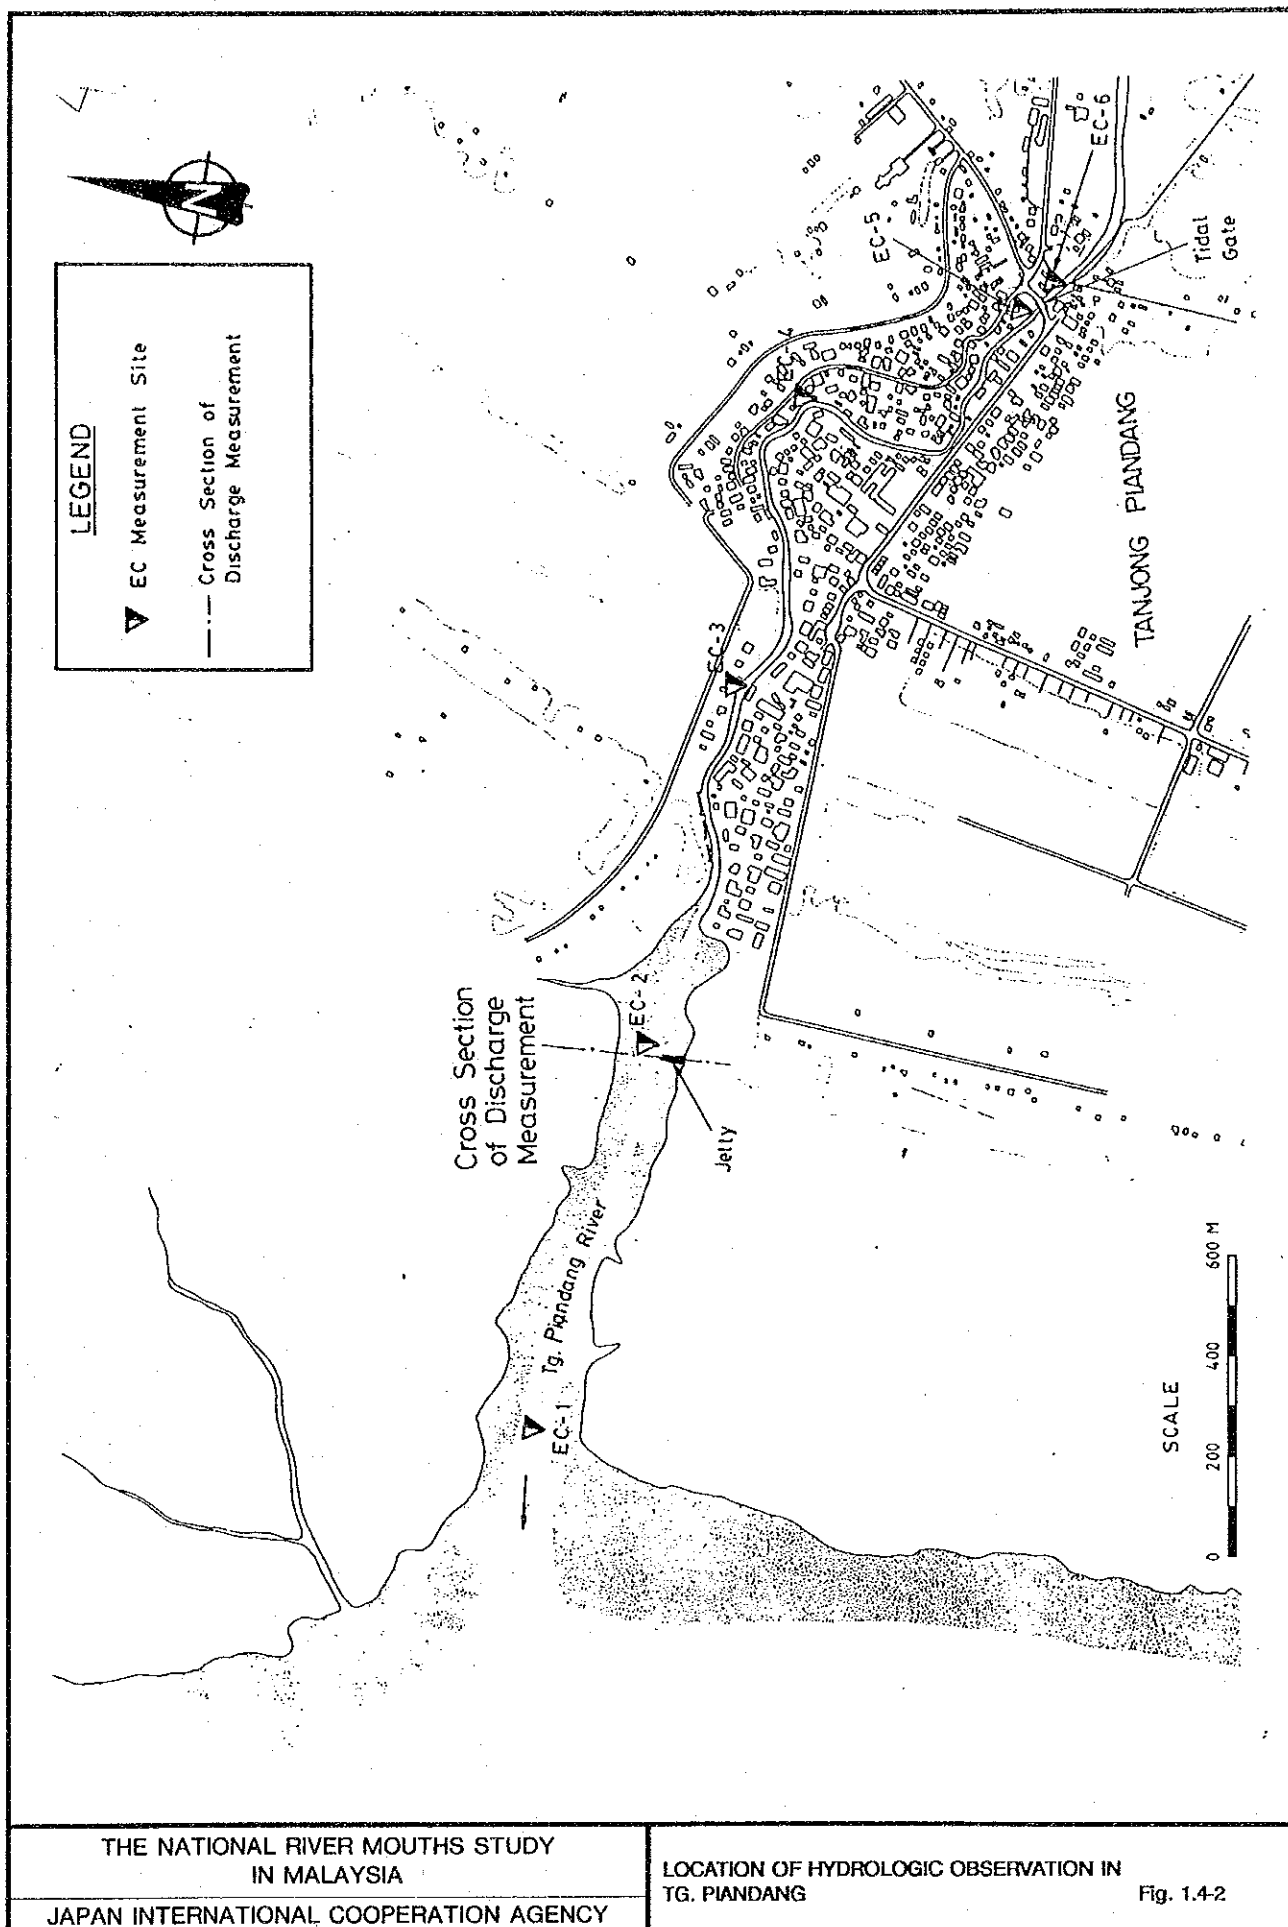 LEGEND
EC Measurement Site
Cross Section of
Discharge Measurement
N
EC-6
EC-5
Tidal
Gate
EC-4
TANJONG PIANDANG
EC-3
EC-2
Cross Section
of Discharge
Measurement
Jetty
Tg. Piandang River
EC-1
SCALE
0 200 400 600 M
THE NATIONAL RIVER MOUTHS STUDY
IN MALAYSIA
JAPAN INTERNATIONAL COOPERATION AGENCY
LOCATION OF HYDROLOGIC OBSERVATION IN
TG. PIANDANG
Fig. 1.4-2